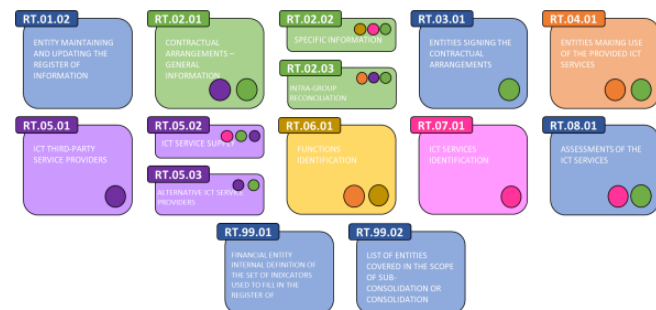 RT.01.02
ENTITY MAINTAINING
AND UPDATING THE
REGISTER OF
INFORMATION
RT.02.01
CONTRACTUAL
ARRANGEMENTS –
GENERAL
INFORMATION
RT.02.02
SPECIFIC INFORMATION
RT.02.03
INTRA-GROUP
RECONCILIATION
RT.03.01
ENTITIES SIGNING THE
CONTRACTUAL
ARRANGEMENTS
RT.04.01
ENTITIES MAKING USE
OF THE PROVIDED ICT
SERVICES
RT.05.01
ICT THIRD-PARTY
SERVICE PROVIDERS
RT.05.02
ICT SERVICE SUPPLY
RT.05.03
ALTERNATIVE ICT SERVICE
PROVIDERS
RT.06.01
FUNCTIONS
IDENTIFICATION
RT.07.01
ICT SERVICES
IDENTIFICATION
RT.08.01
ASSESSMENTS OF THE
ICT SERVICES
RT.99.01
FINANCIAL ENTITY
INTERNAL DEFINITION OF
THE SET OF INDICATORS
USED TO FILL IN THE
REGISTER OF
RT.99.02
LIST OF ENTITIES
COVERED IN THE SCOPE
OF SUB-
CONSOLIDATION OR
CONSOLIDATION